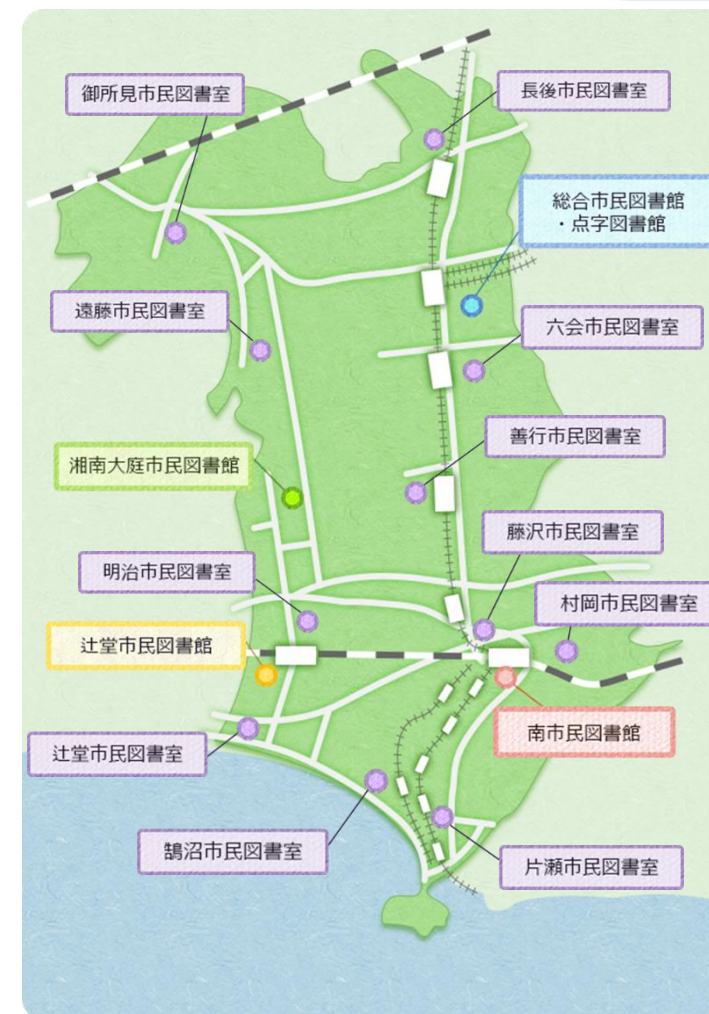 御所見市民図書室
長後市民図書室
総合市民図書館
・点字図書館
遠藤市民図書室
六会市民図書室
善行市民図書室
湘南大庭市民図書館
藤沢市民図書室
明治市民図書室
村岡市民図書室
辻堂市民図書館
南市民図書館
辻堂市民図書室
鵠沼市民図書室
片瀬市民図書室